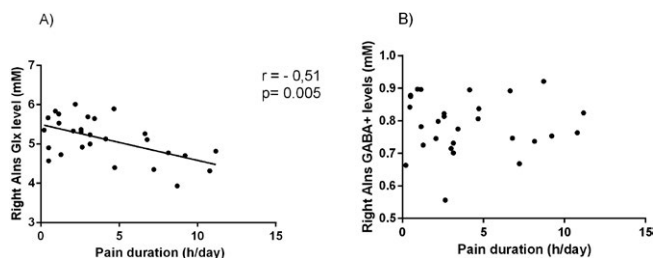 A)
r = - 0,51
p= 0.005
Right AIns Glx level (mM)
7
6
5
4
3
0
5
10
15
Pain duration (h/day)
B)
Right AIns GABA+ levels (mM)
1.0
0.9
0.8
0.7
0.6
0.5
0
5
10
15
Pain duration (h/day)